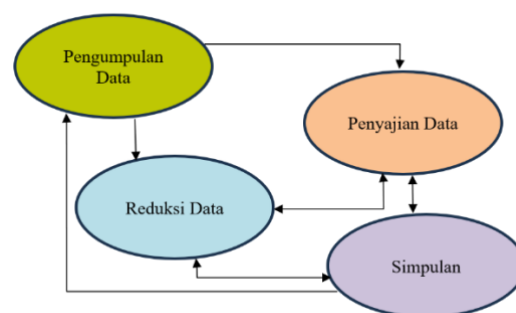 Pengumpulan
Data
Penyajian Data
Reduksi Data
Simpulan